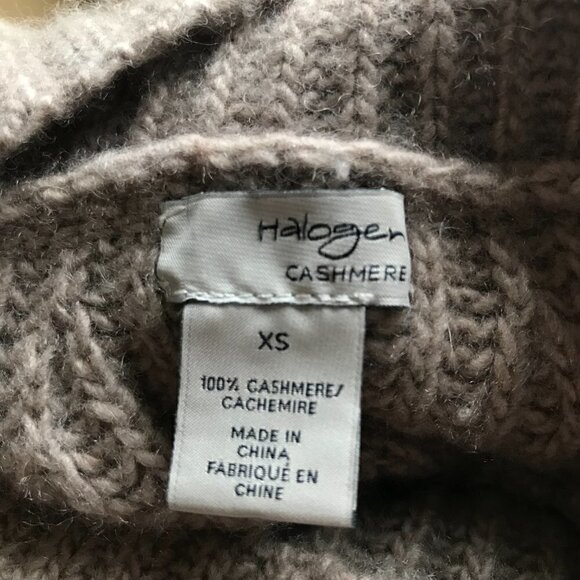 Halogen
CASHMERE
XS
100% CASHMERE/
CACHEMIRE
MADE IN
CHINA
FABRIQUÉ EN
CHINE